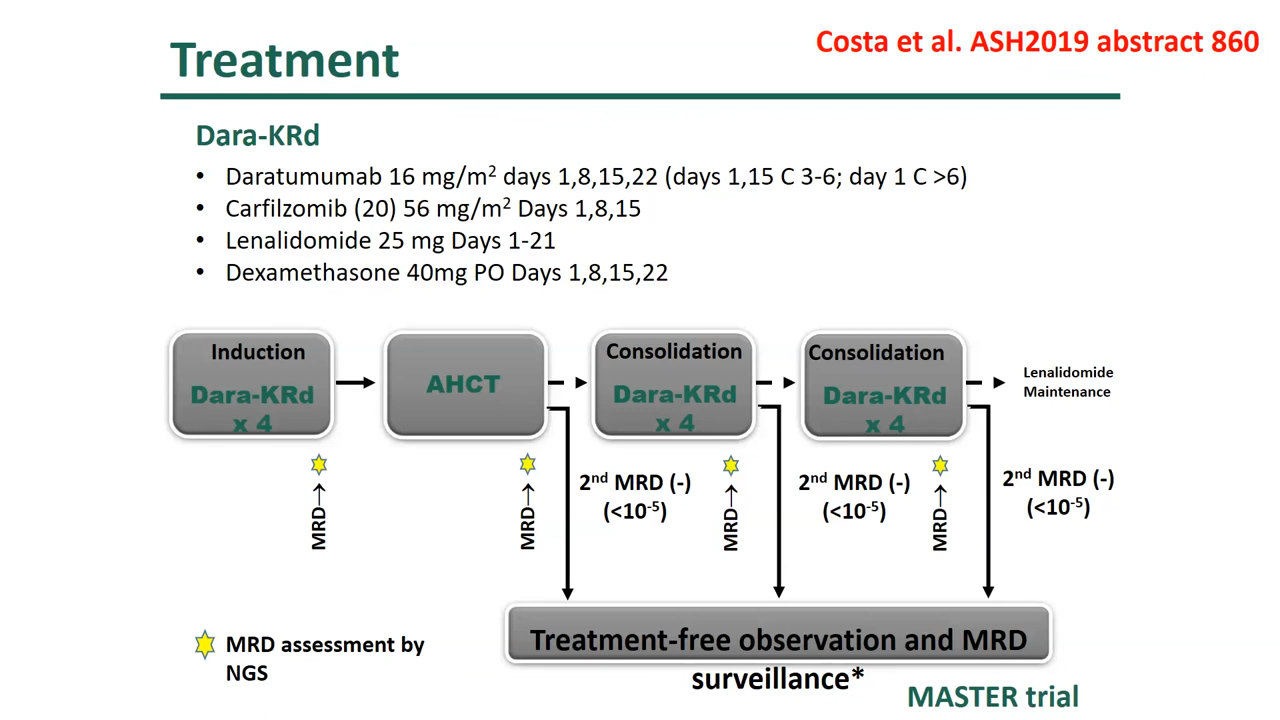 Treatment
Costa et al. ASH2019 abstract 860
Dara-KRd
• Daratumumab 16 mg/m² days 1,8,15,22 (days 1,15 C 3-6; day 1 C >6)
• Carfilzomib (20) 56 mg/m² Days 1,8,15
• Lenalidomide 25 mg Days 1-21
• Dexamethasone 40mg PO Days 1,8,15,22
Induction
Dara-KRd
x 4
AHCT
Consolidation
Dara-KRd
x 4
Consolidation
Dara-KRd
x 4
Lenalidomide
Maintenance
MRD→
MRD→
2nd MRD (-)
(<10⁻⁵)
MRD→
2nd MRD (-)
(<10⁻⁵)
MRD→
2nd MRD (-)
(<10⁻⁵)
MRD assessment by
NGS
Treatment-free observation and MRD
surveillance*
MASTER trial